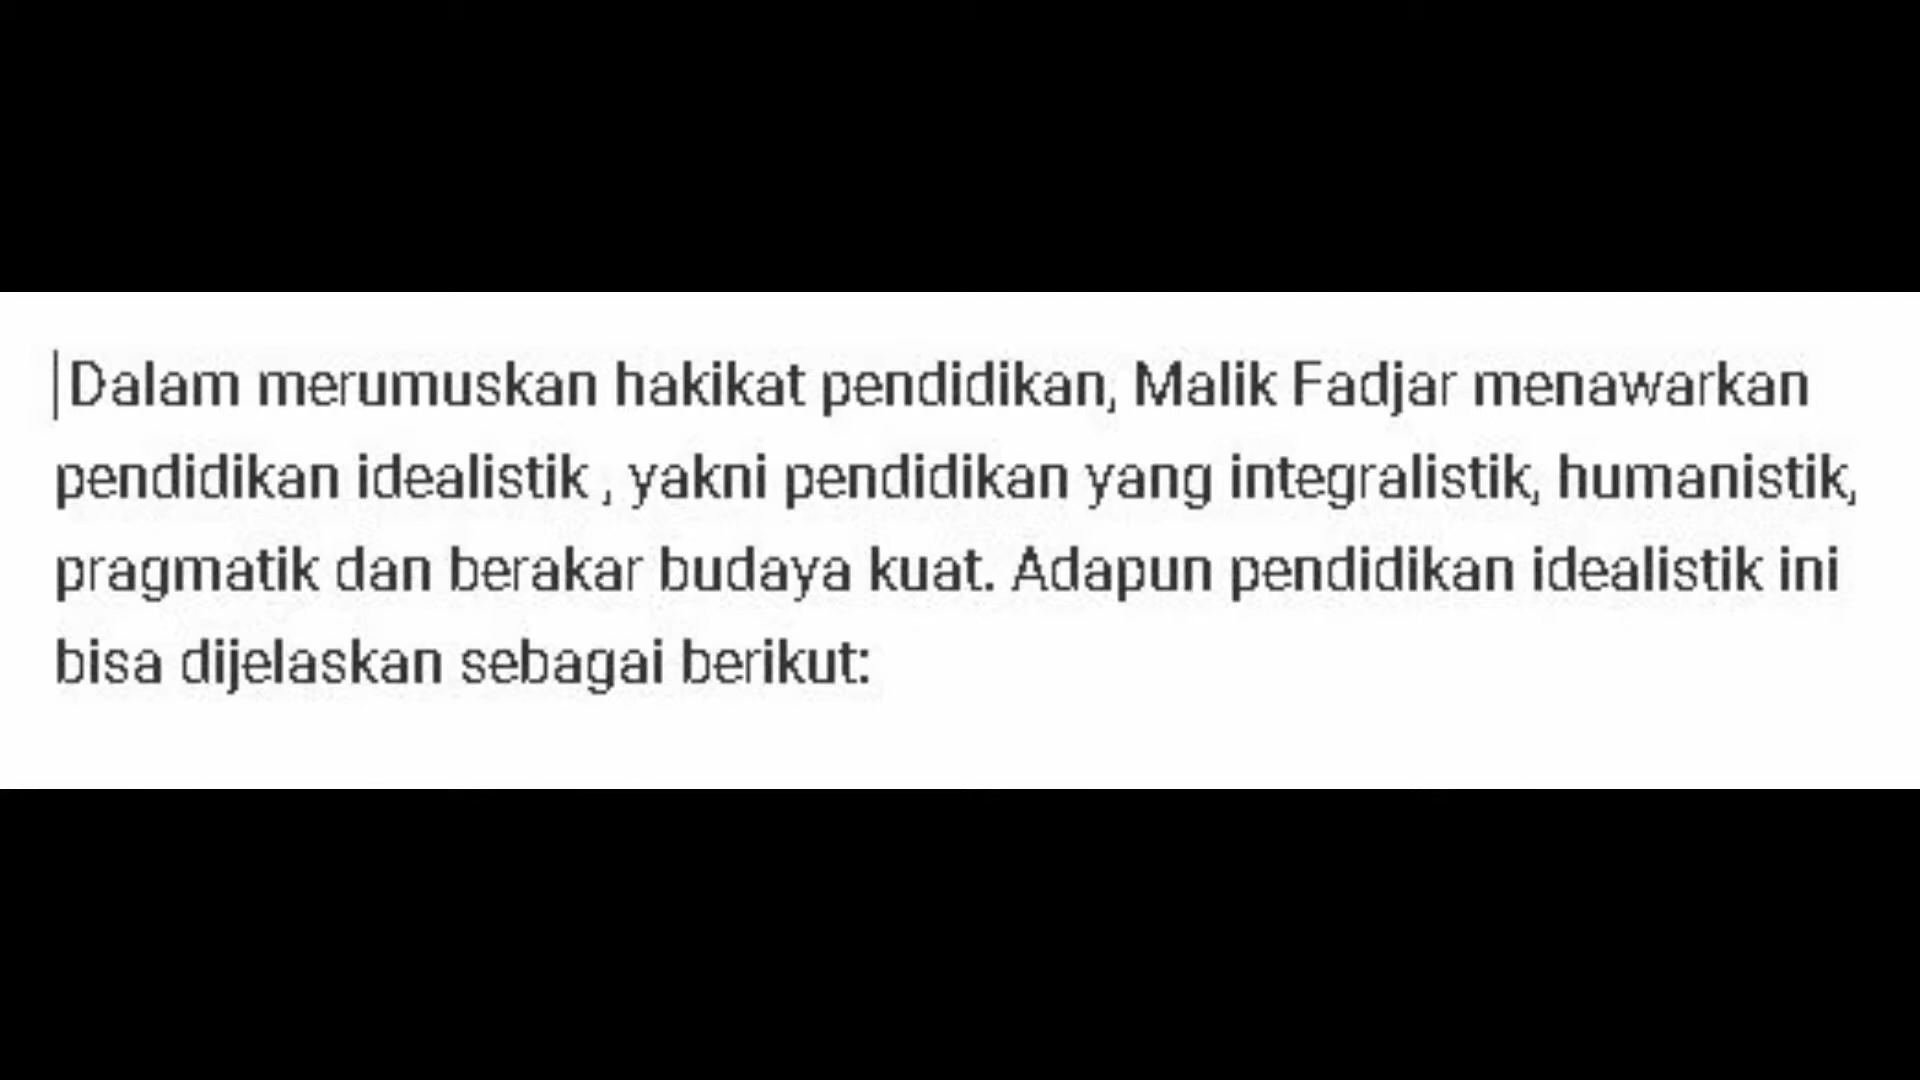 Dalam merumuskan hakikat pendidikan, Malik Fadjar menawarkan
pendidikan idealistik , yakni pendidikan yang integralistik, humanistik,
pragmatik dan berakar budaya kuat. Adapun pendidikan idealistik ini
bisa dijelaskan sebagai berikut: